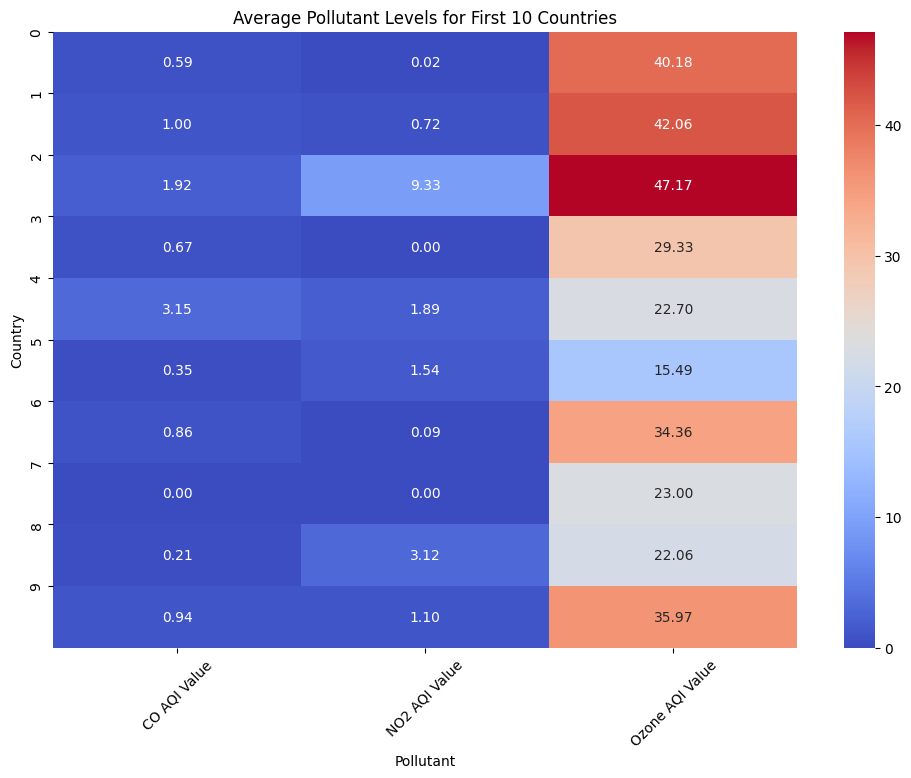 Average Pollutant Levels for First 10 Countries
0
0.59 0.02 40.18
1
1.00 0.72 42.06
40
2
1.92 9.33 47.17
3
0.67 0.00 29.33
30
4
3.15 1.89 22.70
Country
5
0.35 1.54 15.49
20
6
0.86 0.09 34.36
7
0.00 0.00 23.00
10
8
0.21 3.12 22.06
9
0.94 1.10 35.97
0
CO AQI Value
NO2 AQI Value
Ozone AQI Value
Pollutant